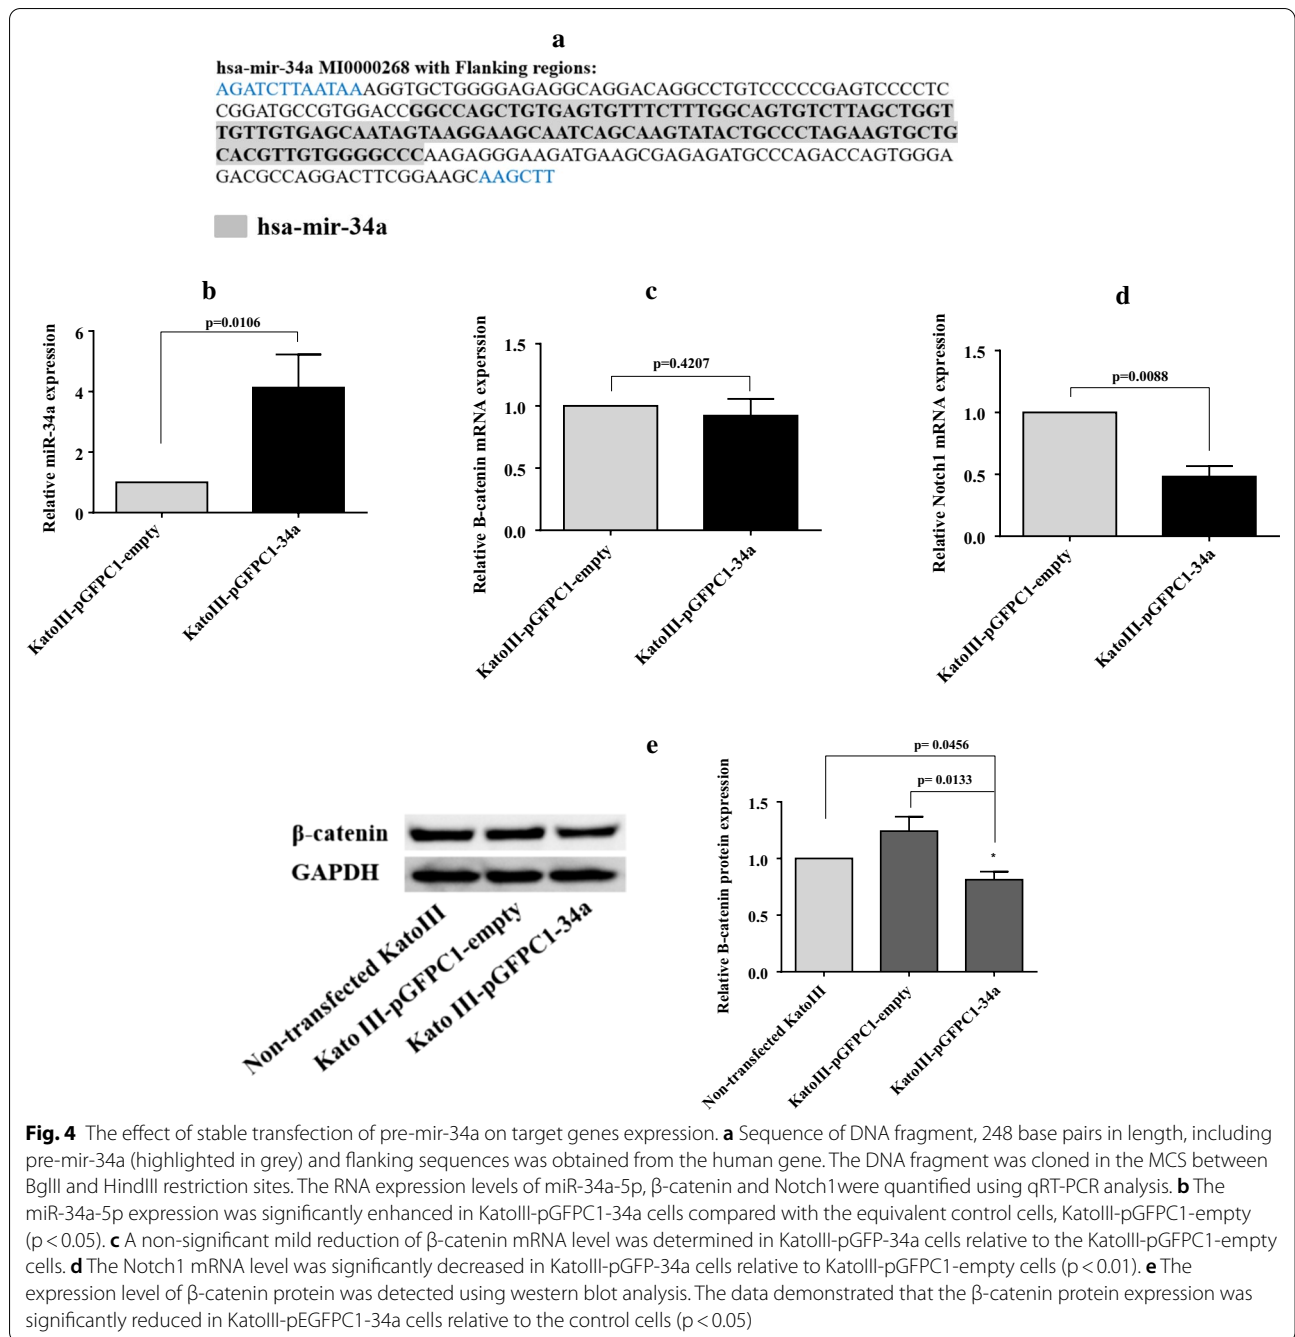 a
hsa-mir-34a MI0000268 with Flanking regions:
AGATCTTAATAAAGGTGCTGGGGAGAGGCAGGACAGGCCTGTCCCCCGAGTCCCCTC
CGGATGCCGTGGACCGGCCAGCTGTGAGTGTTTCTTTGGCAGTGTCTTAGCTGGT
TGTTGTGAGCAATAGTAAGGAAGCAATCAGCAAGTATACTGCCCTAGAAGTGCTG
CACGTTGTGGGGCCCAAGAGGGAAGATGAAGCGAGAGATGCCCAGACCAGTGGGA
GACGCCAGGACTTCGGAAGCAAGCTT
hsa-mir-34a
b
Relative miR-34a expression
6
4
2
0
p=0.0106
KatoIII-pGFPC1-empty
KatoIII-pGFPC1-34a
c
Relative B-catenin mRNA experssion
1.5
1.0
0.5
0.0
p=0.4207
KatoIII-pGFPC1-empty
KatoIII-pGFPC1-34a
d
Relative Notch1 mRNA expression
1.5
1.0
0.5
0.0
p=0.0088
KatoIII-pGFPC1-empty
KatoIII-pGFPC1-34a
e
β-catenin
GAPDH
Non-transfected KatoIII
Kato III-pGFPC1-empty
Kato III-pGFPC1-34a
Relative B-catenin protein expression
1.5
1.0
0.5
0.0
p= 0.0456
p= 0.0133
*
Non-transfected KatoIII
KatoIII-pGFPC1-empty
KatoIII-pGFPC1-34a
Fig. 4 The effect of stable transfection of pre-mir-34a on target genes expression. a Sequence of DNA fragment, 248 base pairs in length, including
pre-mir-34a (highlighted in grey) and flanking sequences was obtained from the human gene. The DNA fragment was cloned in the MCS between
BglII and HindIII restriction sites. The RNA expression levels of miR-34a-5p, β-catenin and Notch1were quantified using qRT-PCR analysis. b The
miR-34a-5p expression was significantly enhanced in KatoIII-pGFPC1-34a cells compared with the equivalent control cells, KatoIII-pGFPC1-empty
(p < 0.05). c A non-significant mild reduction of β-catenin mRNA level was determined in KatoIII-pGFP-34a cells relative to the KatoIII-pGFPC1-empty
cells. d The Notch1 mRNA level was significantly decreased in KatoIII-pGFP-34a cells relative to KatoIII-pGFPC1-empty cells (p < 0.01). e The
expression level of β-catenin protein was detected using western blot analysis. The data demonstrated that the β-catenin protein expression was
significantly reduced in KatoIII-pEGFPC1-34a cells relative to the control cells (p < 0.05)